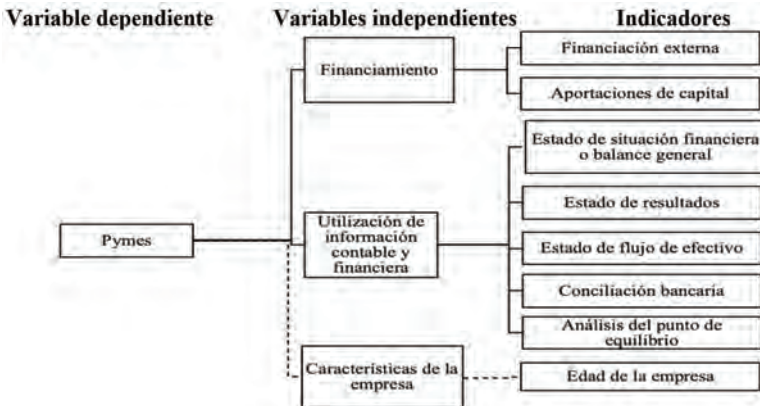 Variable dependiente Variables independientes Indicadores
Financiamiento
Financiación externa
Aportaciones de capital
Pymes
Utilización de
información
contable y
financiera
Estado de situación financiera
o balance general
Estado de resultados
Estado de flujo de efectivo
Conciliación bancaria
Análisis del punto de
equilibrio
Características de la
empresa
Edad de la empresa